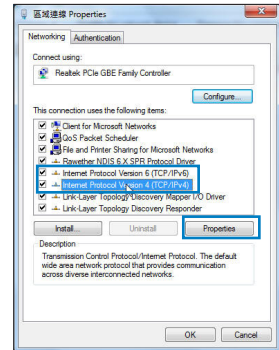 區域連線 Properties
Networking Authentication
Connect using:
Realtek PCIe GBE Family Controller
Configure...
This connection uses the following items:
Client for Microsoft Networks
QoS Packet Scheduler
File and Printer Sharing for Microsoft Networks
Rawether NDIS 6.X SPR Protocol Driver
Internet Protocol Version 6 (TCP/IPv6)
Internet Protocol Version 4 (TCP/IPv4)
Link-Layer Topology Discovery Mapper I/O Driver
Link-Layer Topology Discovery Responder
Install... Uninstall Properties
Description
Transmission Control Protocol/Internet Protocol. The default
wide area network protocol that provides communication
across diverse interconnected networks.
OK Cancel